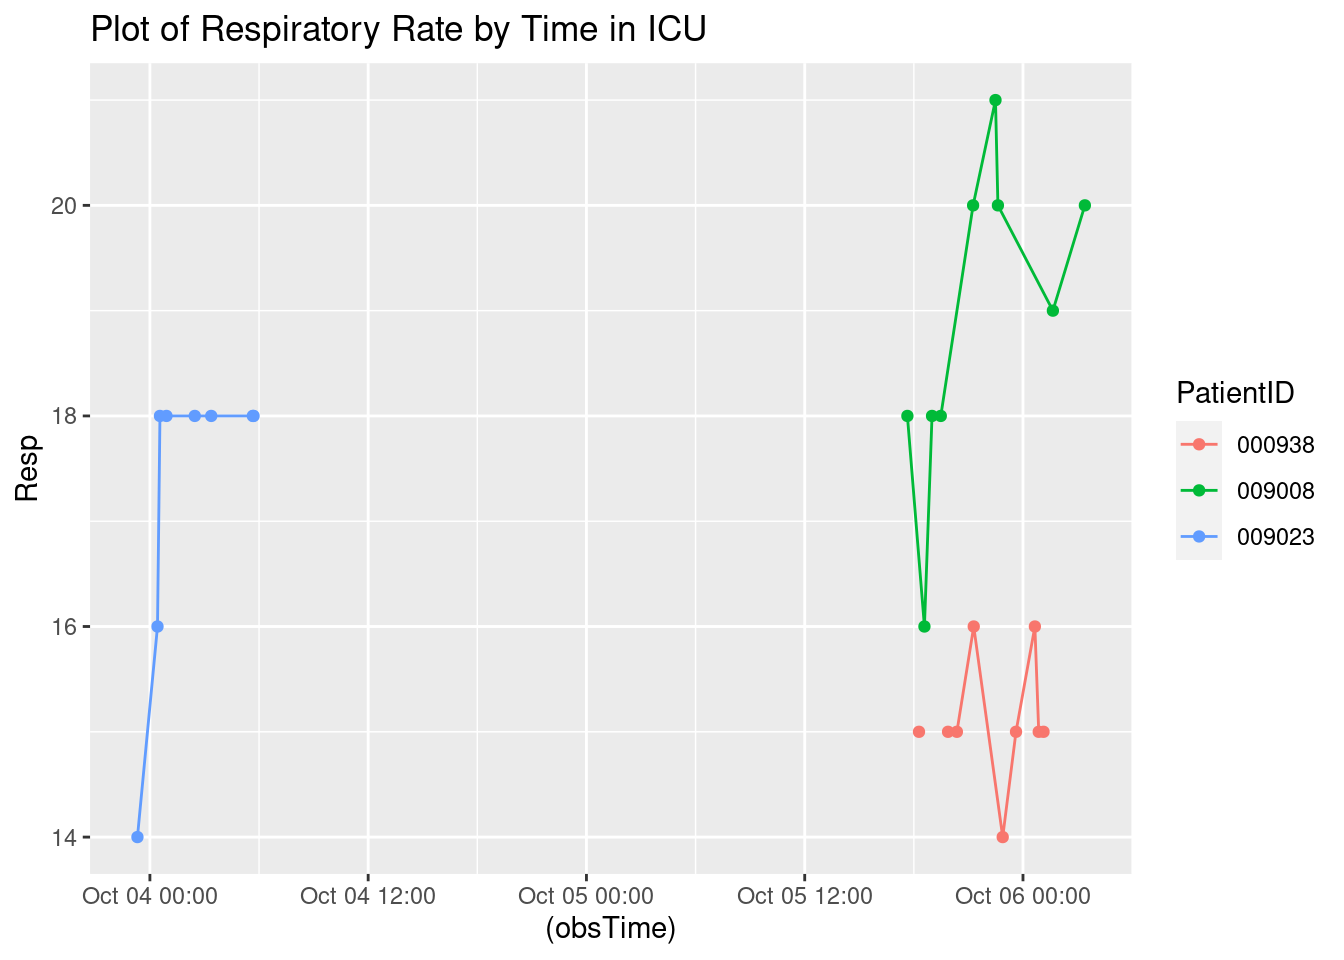 Plot of Respiratory Rate by Time in ICU
20
18
16
14
Resp
Oct 04 00:00
Oct 04 12:00
Oct 05 00:00
Oct 05 12:00
Oct 06 00:00
(obsTime)
PatientID
000938
009008
009023